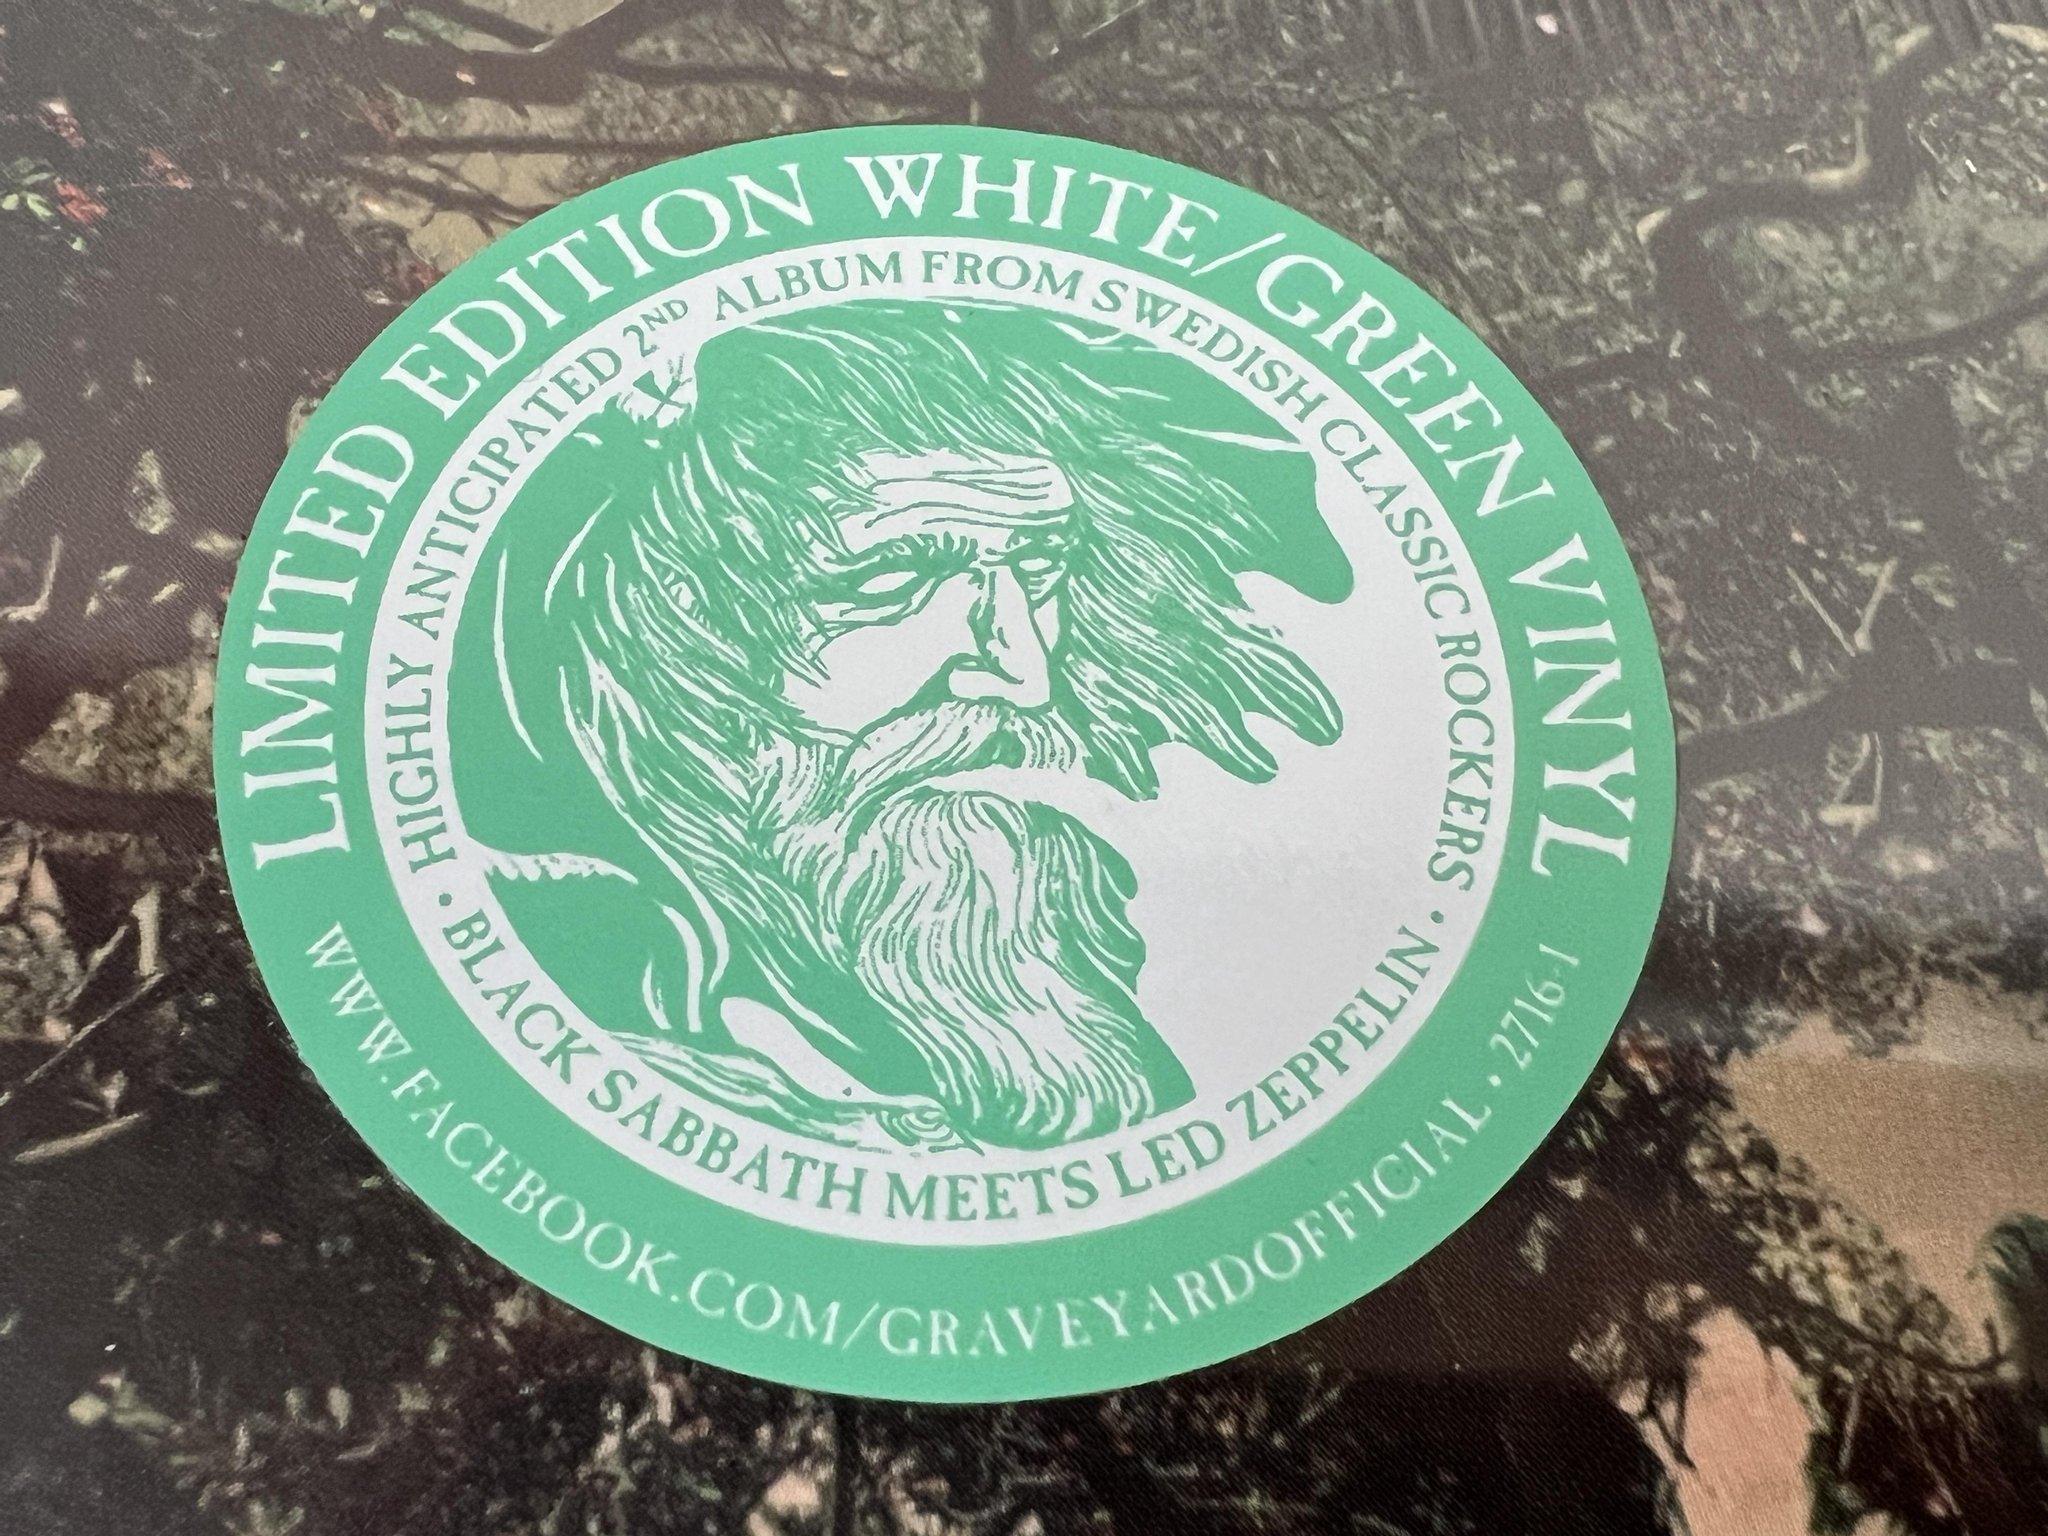 LIMITED EDITION WHITE/GREEN VINYL
HIGHLY ANTICIPATED 2ND ALBUM FROM SWEDISH CLASSIC ROCKERS
• BLACK SABBATH MEETS LED ZEPPELIN •
WWW.FACEBOOK.COM/GRAVEYARDOFFICIAL • 2716-1